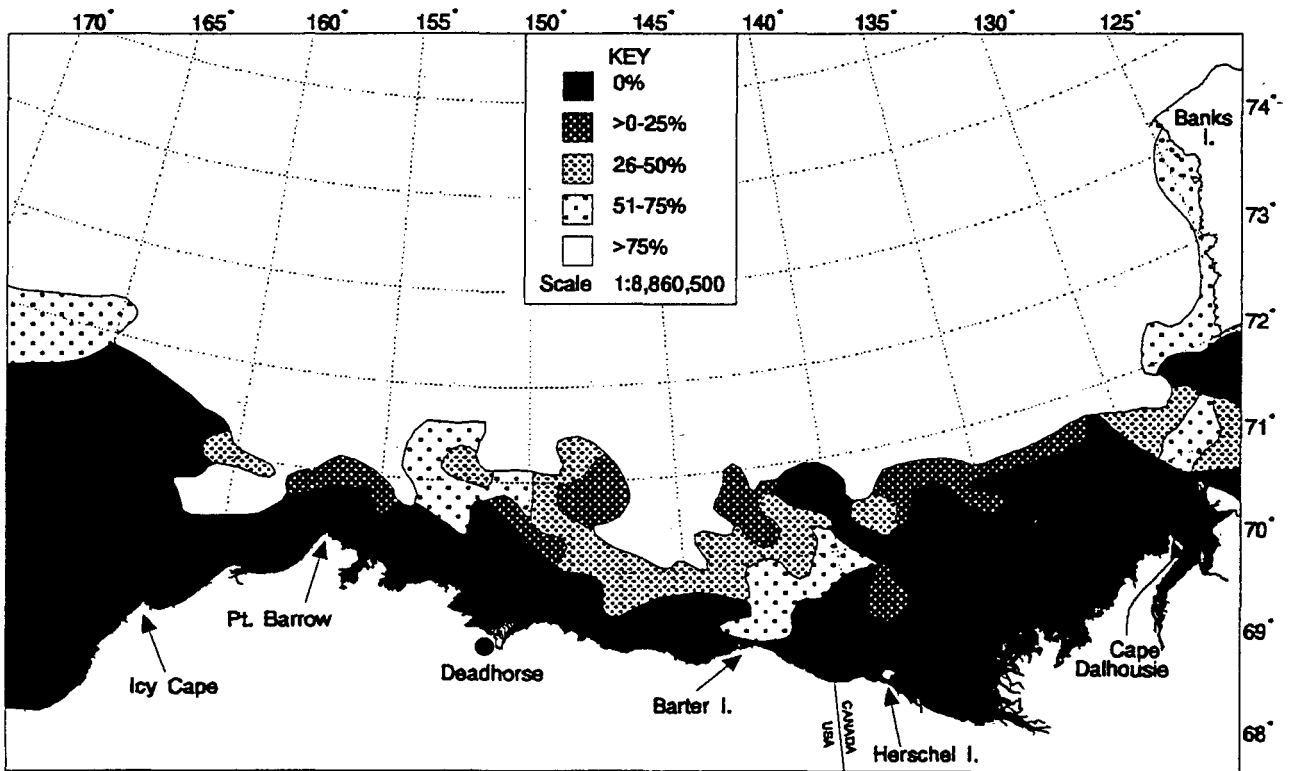 170° 165° 160° 155° 150° 145° 140° 135° 130° 125°
KEY
0%
>0-25%
26-50%
51-75%
>75%
Scale 1:8,860,500
74°
Banks
I.
73°
72°
71°
70°
69°
68°
Pt. Barrow
Icy Cape
Deadhorse
Barter I.
USA
CANADA
Herschel I.
Cape
Dalhousie